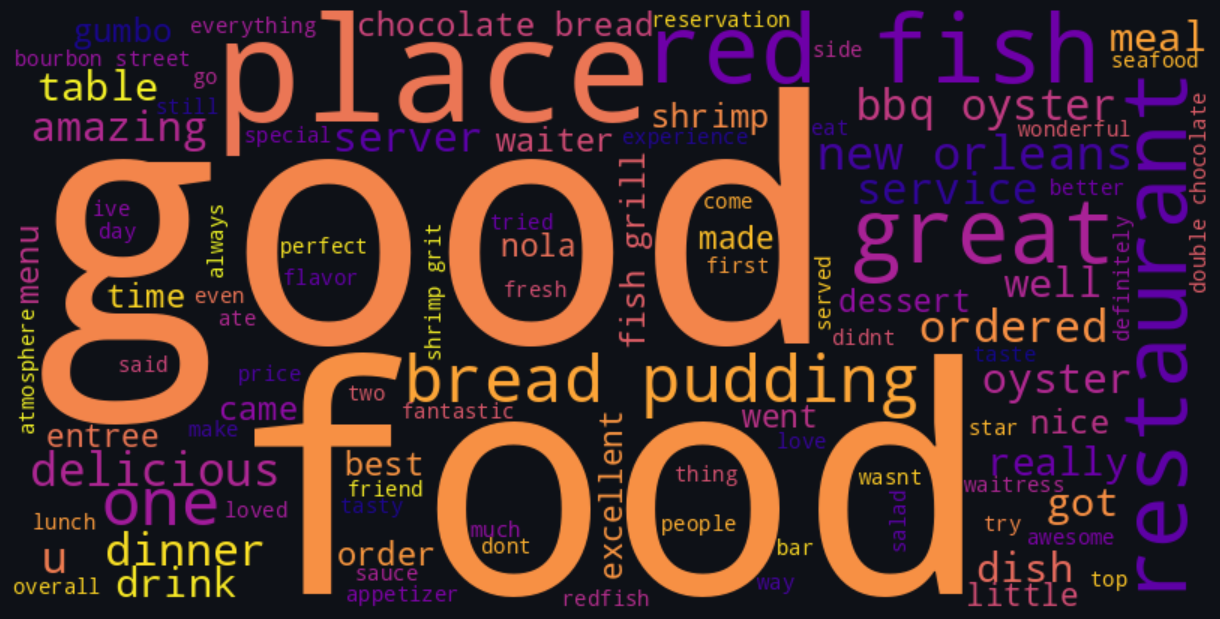 gumbo
everything
chocolate bread
reservation
red fish
meal
seafood
bourbon street
go
place
side
table
still
shrimp
bbq oyster
amazing
special
server
waiter
experience
eat
wonderful
new orleans
restaurant
double chocolate
service
better
good
ive
day
always
perfect
flavor
shrimp grit
tried
nola
fresh
fish grill
come
made
first
served
great
definitely
menu
time
even
ate
well
dessert
ordered
didnt
atmosphere
said
price
two
food
bread pudding
taste
oyster
came
fantastic
went
star
nice
make
entree
love
delicious
best
friend
excellent
thing
wasnt
really
waitress
one
loved
tasty
much
dont
people
salad
got
lunch
try
awesome
u
dinner
order
bar
overall
drink
sauce
appetizer
redfish
way
dish
top
little